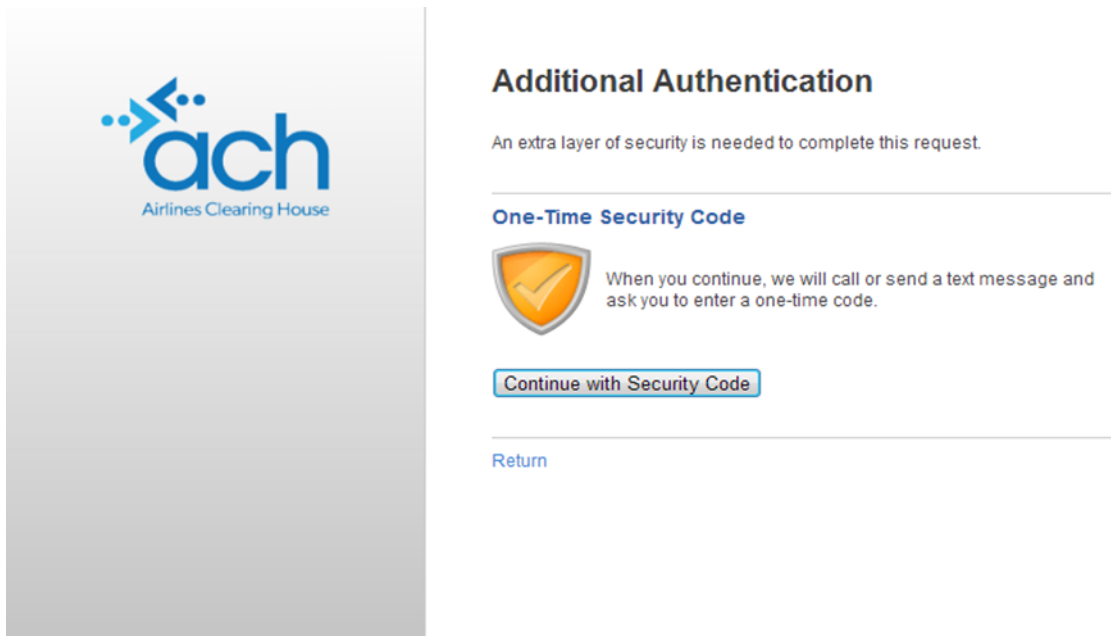 ach
Airlines Clearing House
Additional Authentication
An extra layer of security is needed to complete this request.
One-Time Security Code
When you continue, we will call or send a text message and
ask you to enter a one-time code.
Continue with Security Code
Return